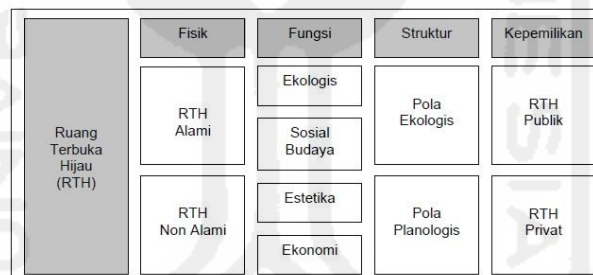 Ruang
Terbuka
Hijau
(RTH)
Fisik
RTH
Alami
RTH
Non Alami
Fungsi
Ekologis
Sosial
Budaya
Estetika
Ekonomi
Struktur
Pola
Ekologis
Pola
Planologis
Kepemilikan
RTH
Publik
RTH
Privat